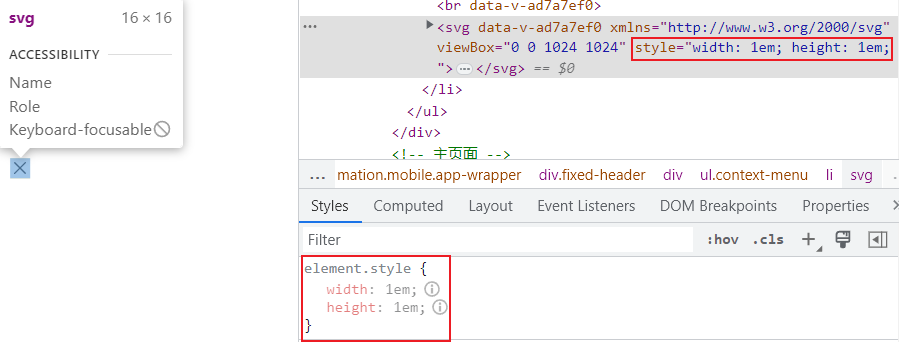 svg 16 × 16
ACCESSIBILITY
Name
Role
Keyboard-focusable
<br data-v-ad7a7ef0>
<svg data-v-ad7a7ef0 xmlns="http://www.w3.org/2000/svg"
viewBox="0 0 1024 1024" style="width: 1em; height: 1em;
"> … </svg> == $0
</li>
</ul>
</div>
<!-- 主页面 -->
... mation.mobile.app-wrapper div.fixed-header div ul.context-menu li svg
Styles Computed Layout Event Listeners DOM Breakpoints Properties
Filter :hov .cls +
element.style {
width: 1em;
height: 1em;
}